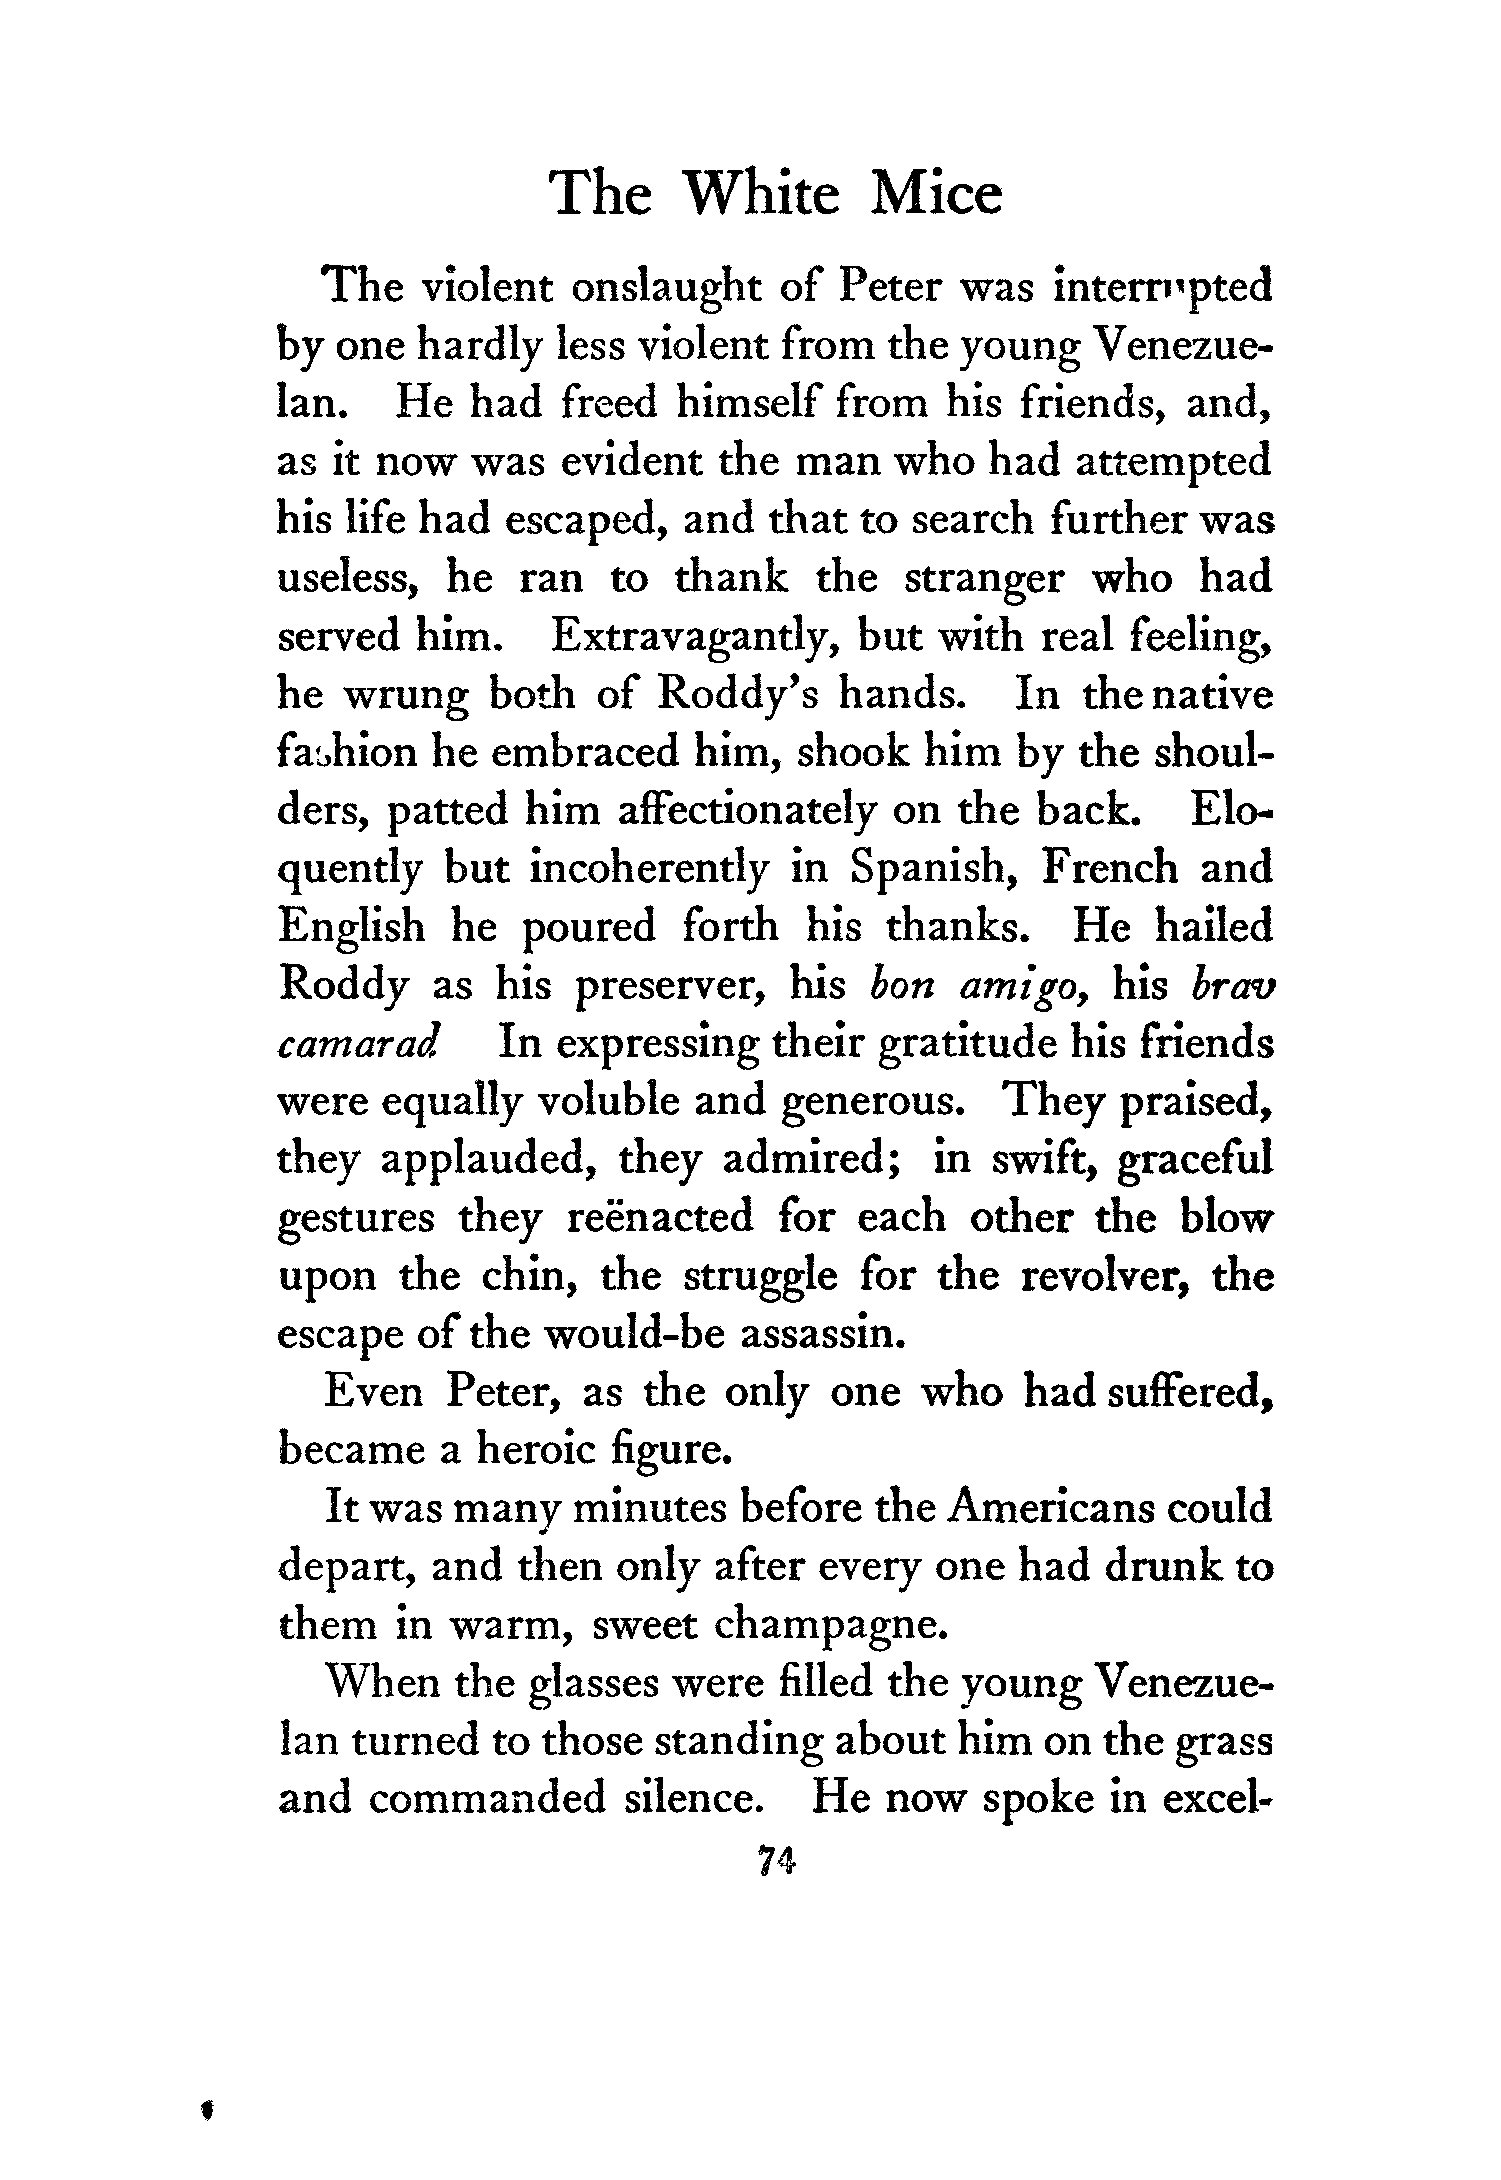 The White Mice
The violent onslaught of Peter was interrupted
by one hardly less violent from the young Venezue-
lan. He had freed himself from his friends, and,
as it now was evident the man who had attempted
his life had escaped, and that to search further was
useless, he ran to thank the stranger who had
served him. Extravagantly, but with real feeling,
he wrung both of Roddy's hands. In the native
fashion he embraced him, shook him by the shoul-
ders, patted him affectionately on the back. Elo-
quently but incoherently in Spanish, French and
English he poured forth his thanks. He hailed
Roddy as his preserver, his bon amigo, his brav
camarad In expressing their gratitude his friends
were equally voluble and generous. They praised,
they applauded, they admired; in swift, graceful
gestures they reënacted for each other the blow
upon the chin, the struggle for the revolver, the
escape of the would-be assassin.
Even Peter, as the only one who had suffered,
became a heroic figure.
It was many minutes before the Americans could
depart, and then only after every one had drunk to
them in warm, sweet champagne.
When the glasses were filled the young Venezue-
lan turned to those standing about him on the grass
and commanded silence. He now spoke in excel-
74